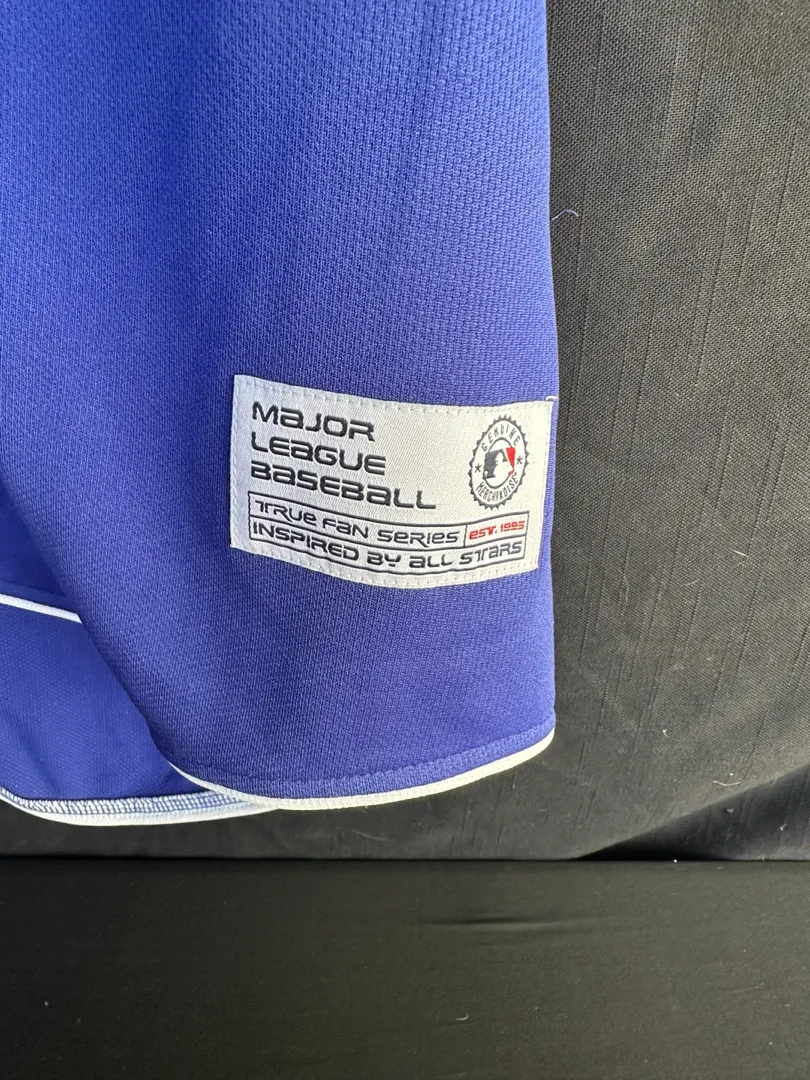 MAJOR
LEAGUE
BASEBALL
GENUINE
MERCHANDISE
TRUE FAN SERIES
EST. 1995
INSPIRED BY ALL STARS